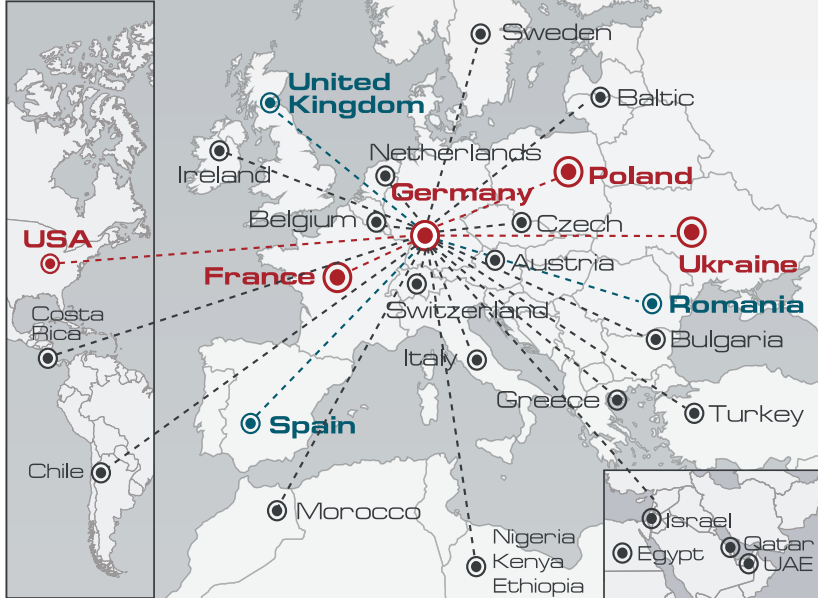 Sweden
United
Kingdom
Baltic
Ireland
Netherlands
Germany
Poland
Belgium
Czech
USA
Ukraine
France
Austria
Switzerland
Romania
Costa
Rica
Bulgaria
Italy
Greece
Turkey
Spain
Chile
Morocco
Israel
Nigeria
Kenya
Ethiopia
Egypt
Qatar
UAE